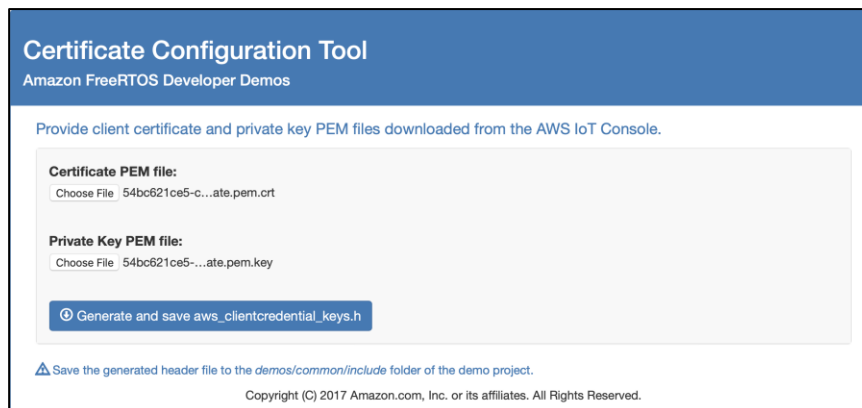 Certificate Configuration Tool
Amazon FreeRTOS Developer Demos
Provide client certificate and private key PEM files downloaded from the AWS IoT Console.
Certificate PEM file:
Choose File 54bc621ce5-c...ate.pem.crt
Private Key PEM file:
Choose File 54bc621ce5-...ate.pem.key
Generate and save aws_clientcredential_keys.h
Save the generated header file to the demos/common/include folder of the demo project.
Copyright (C) 2017 Amazon.com, Inc. or its affiliates. All Rights Reserved.